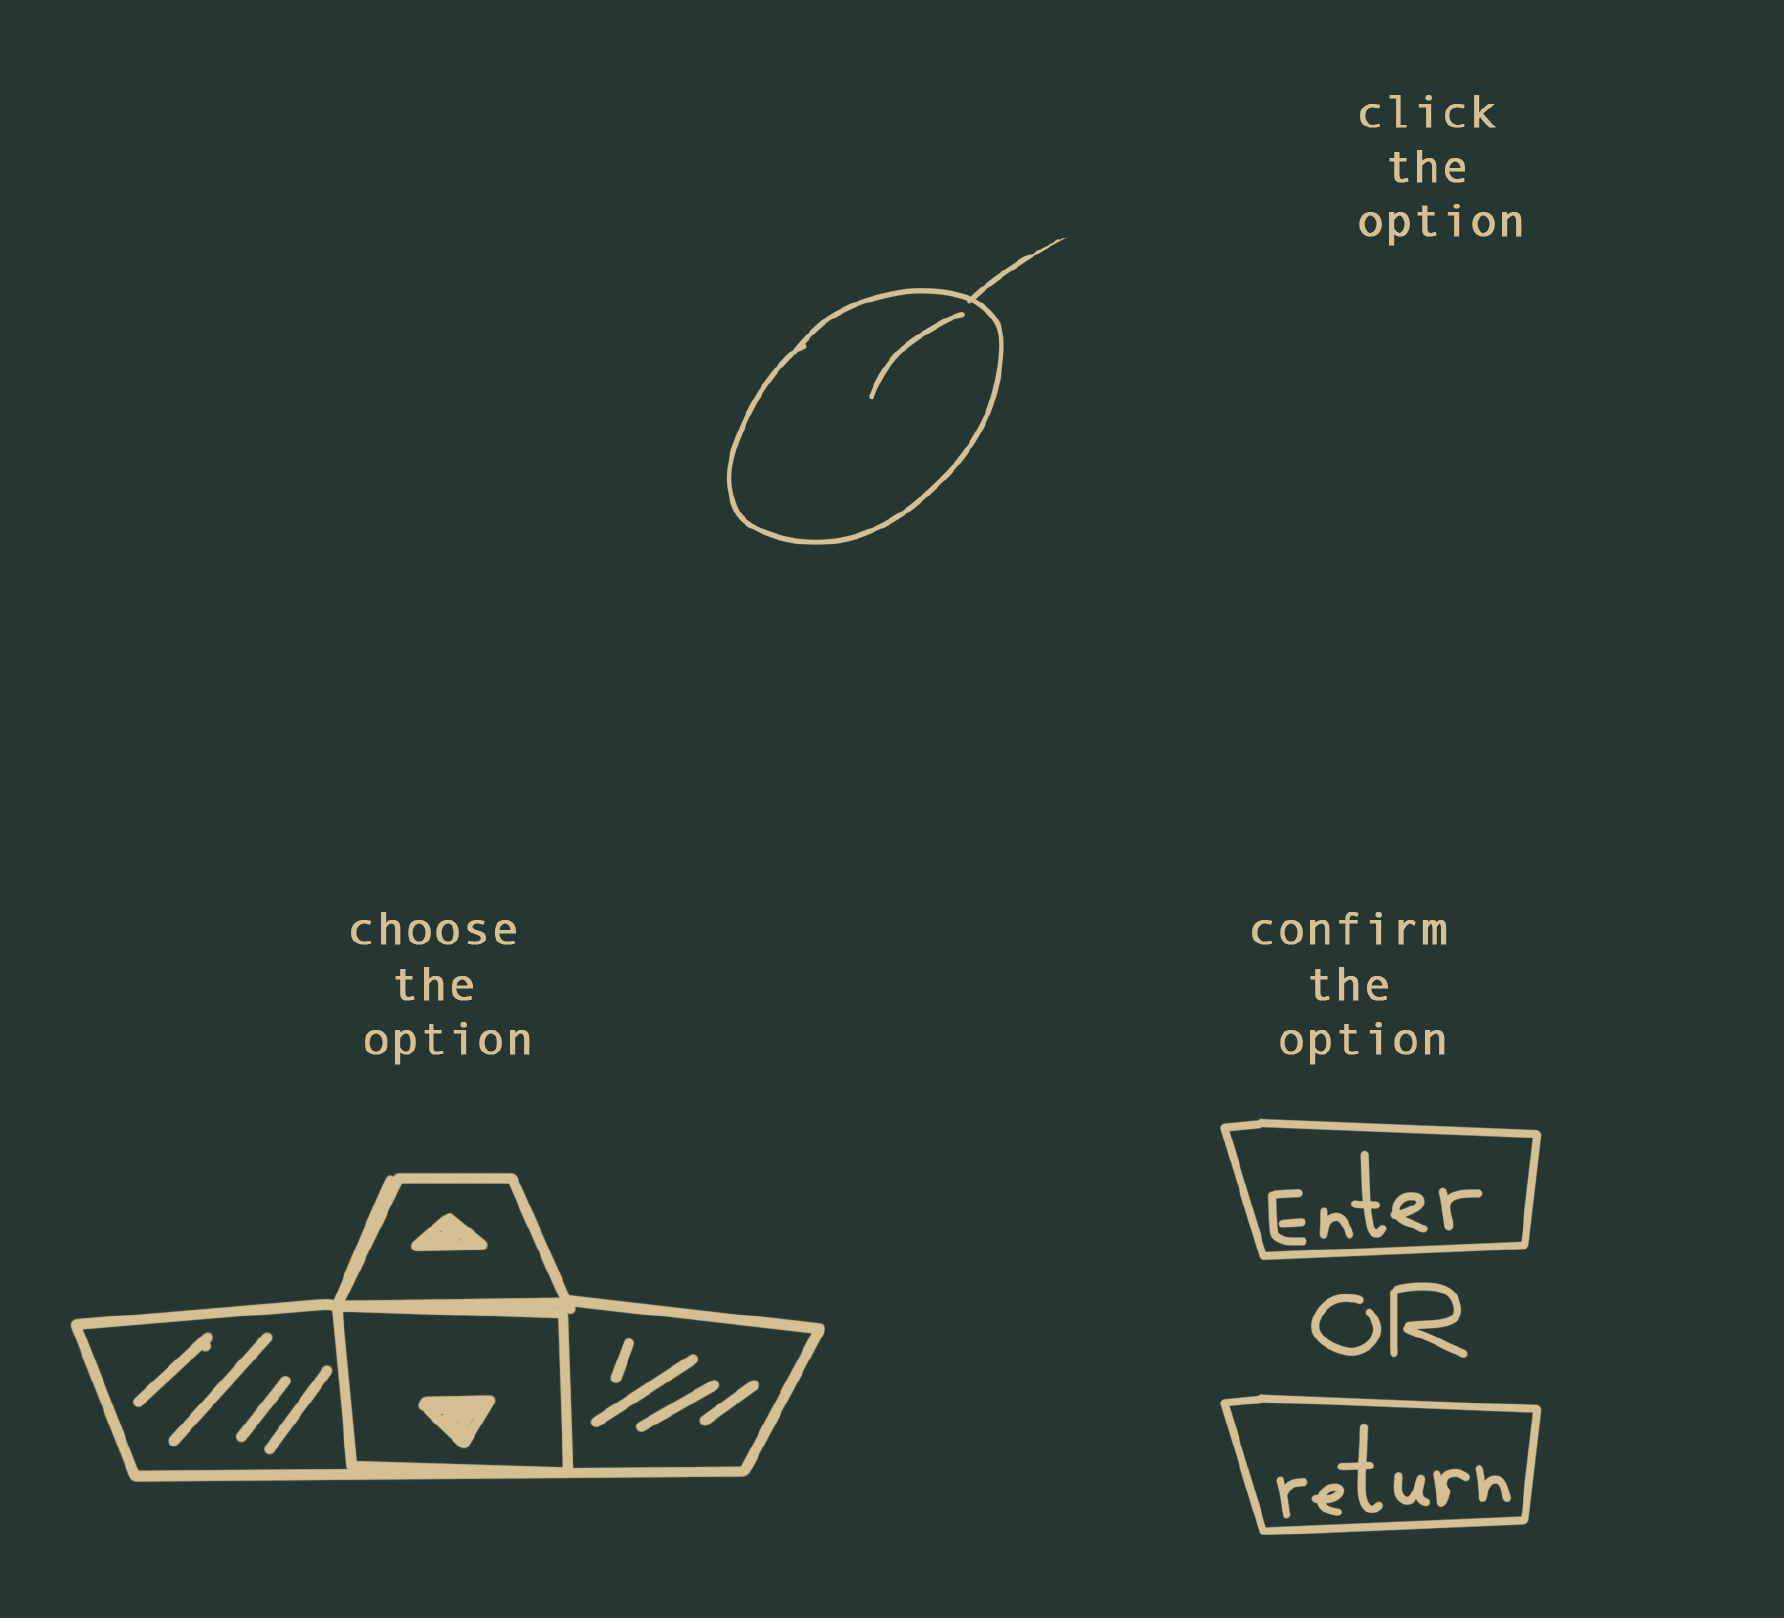 click
the
option
choose
the
option
confirm
the
option
Enter
OR
return